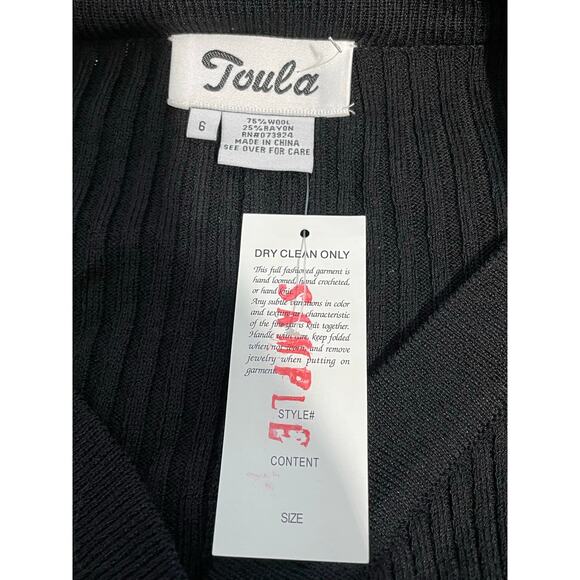 Toula
6
75% WOOL
25% RAYON
RN#073924
MADE IN CHINA
SEE OVER FOR CARE
DRY CLEAN ONLY
This full fashioned garment is
hand loomed, hand crocheted,
or hand knit.
Any subtle variations in color
and texture are characteristic
of the fine yarns knit together.
Handle with care, keep folded
when not worn and remove
jewelry when putting on
garment.
SAMPLE
STYLE#
CONTENT
SIZE